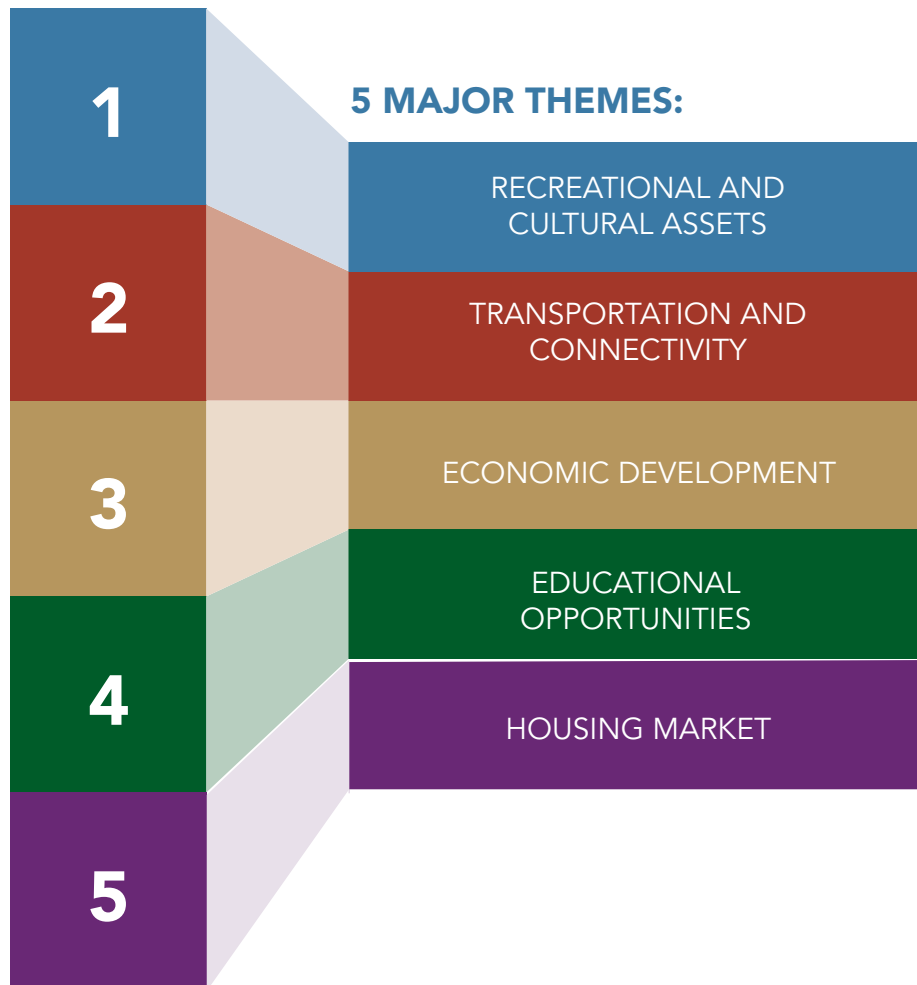 5 MAJOR THEMES:
1
RECREATIONAL AND
CULTURAL ASSETS
2
TRANSPORTATION AND
CONNECTIVITY
3
ECONOMIC DEVELOPMENT
4
EDUCATIONAL
OPPORTUNITIES
5
HOUSING MARKET